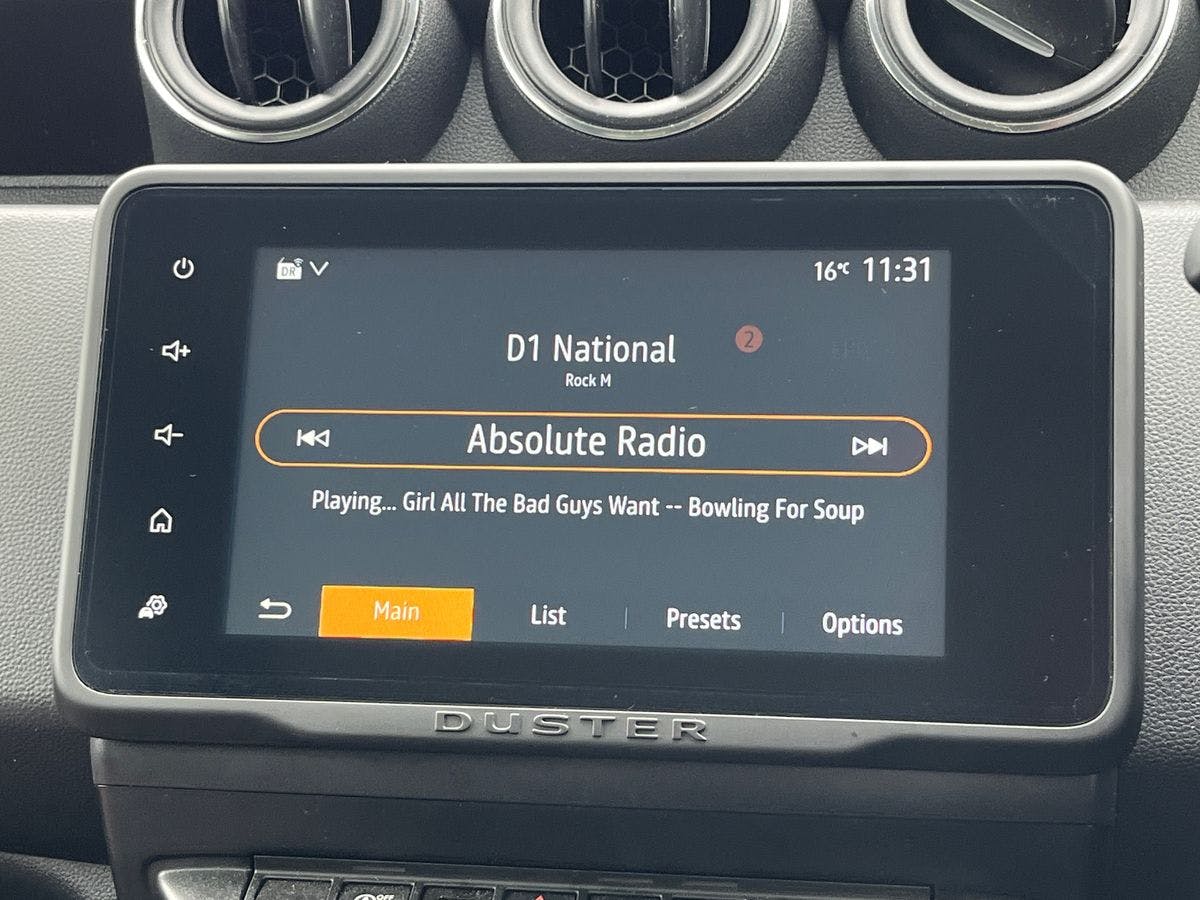 DR
16°C 11:31
D1 National
2
Rock M
Absolute Radio
Playing... Girl All The Bad Guys Want -- Bowling For Soup
Main List Presets Options
DUSTER
OFF